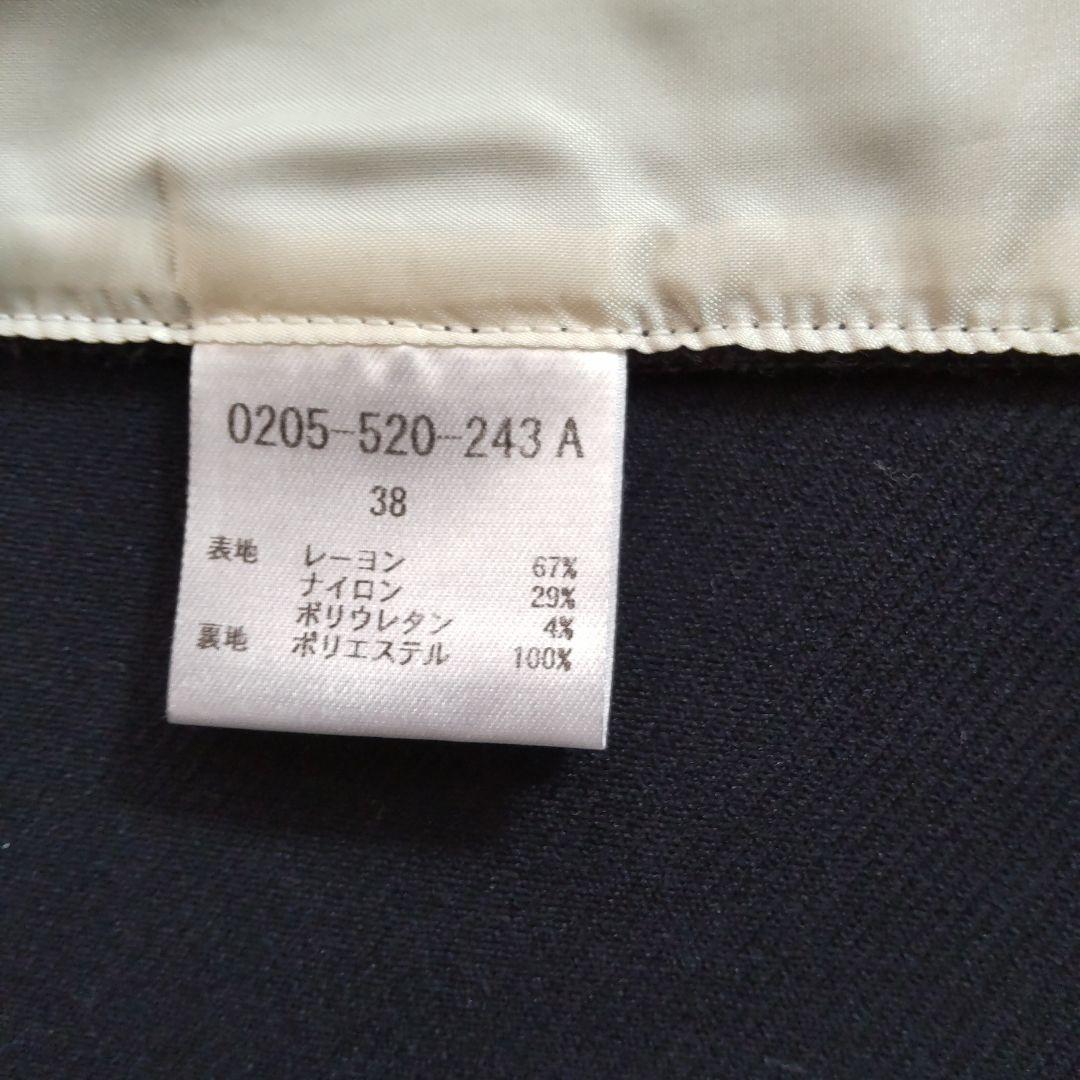 0205-520-243 A
38
表地 レーヨン 67%
ナイロン 29%
ポリウレタン 4%
裏地 ポリエステル 100%